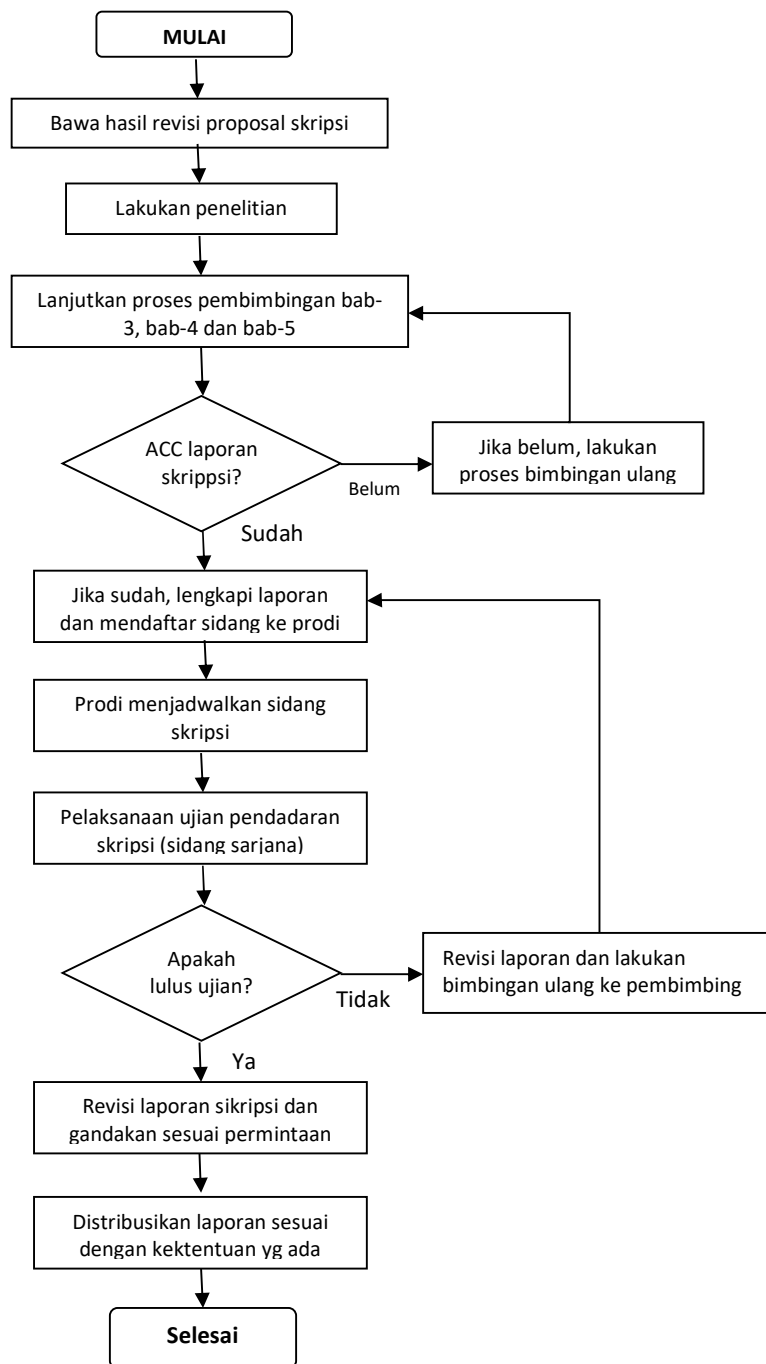 MULAI
Bawa hasil revisi proposal skripsi
Lakukan penelitian
Lanjutkan proses pembimbingan bab-
3, bab-4 dan bab-5
ACC laporan
skrippsi?
Belum
Jika belum, lakukan
proses bimbingan ulang
Sudah
Jika sudah, lengkapi laporan
dan mendaftar sidang ke prodi
Prodi menjadwalkan sidang
skripsi
Pelaksanaan ujian pendadaran
skripsi (sidang sarjana)
Apakah
lulus ujian?
Tidak
Revisi laporan dan lakukan
bimbingan ulang ke pembimbing
Ya
Revisi laporan sikripsi dan
gandakan sesuai permintaan
Distribusikan laporan sesuai
dengan kektentuan yg ada
Selesai